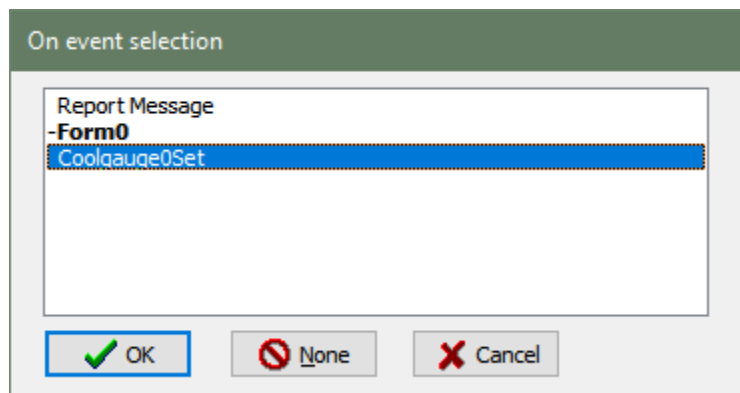 On event selection
Report Message
-Form0
Coolgauge0Set
OK
None
Cancel